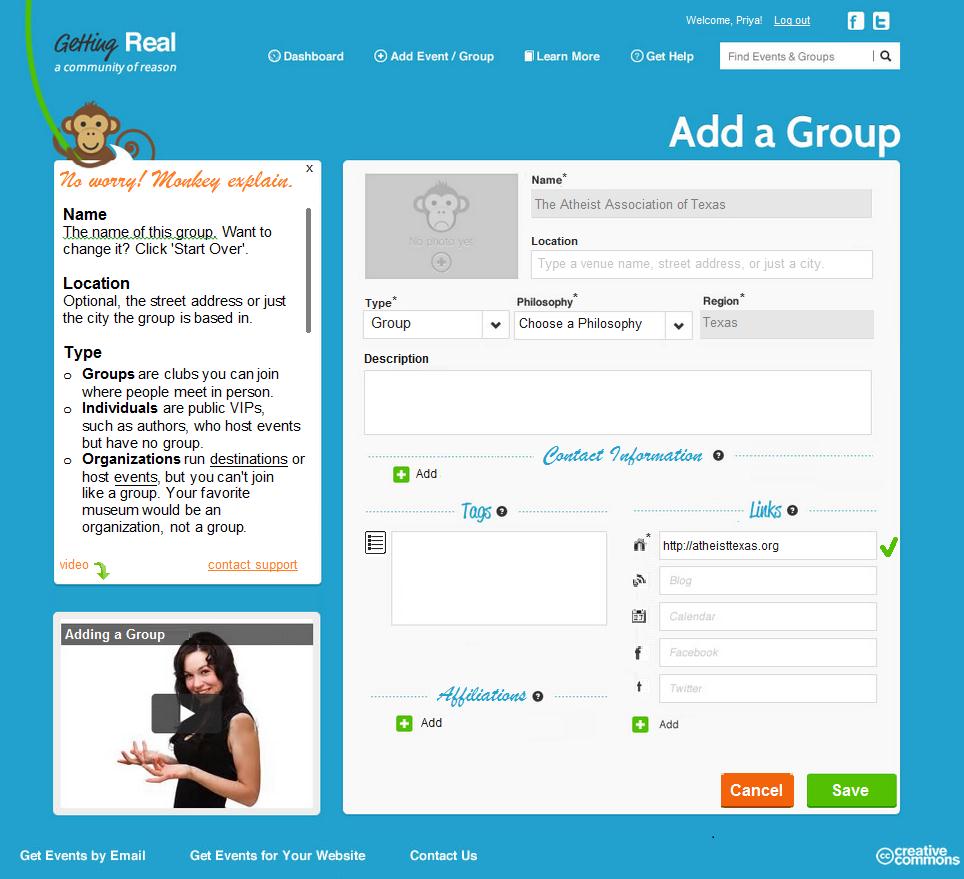 Welcome, Priya! Log out
Getting Real
a community of reason
Dashboard Add Event / Group Learn More Get Help Find Events & Groups
Add a Group
x
No worry! Monkey explain.
Name
The name of this group. Want to
change it? Click 'Start Over'.
Location
Optional, the street address or just
the city the group is based in.
Type
o Groups are clubs you can join
where people meet in person.
o Individuals are public VIPs,
such as authors, who host events
but have no group.
o Organizations run destinations or
host events, but you can't join
like a group. Your favorite
museum would be an
organization, not a group.
video contact support
Adding a Group
No photo yet
Name*
The Atheist Association of Texas
Location
Type a venue name, street address, or just a city.
Type* Philosophy* Region*
Group Choose a Philosophy Texas
Description
Contact Information ?
Add
Tags ?
Links ?
* http://atheisttexas.org
Blog
Calendar
Facebook
Twitter
Add
Affiliations ?
Add
Cancel Save
Get Events by Email Get Events for Your Website Contact Us
cc creative
commons